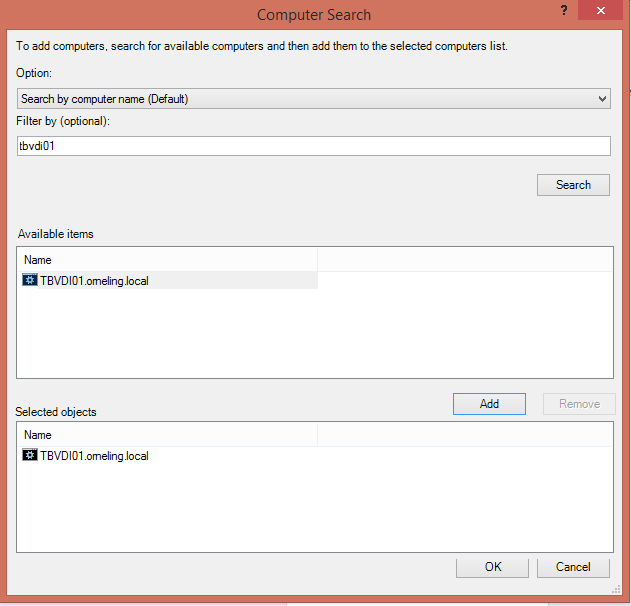 Computer Search
?
To add computers, search for available computers and then add them to the selected computers list.
Option:
Search by computer name (Default)
Filter by (optional):
tbvdi01
Search
Available items
Name
TBVDI01.omeling.local
Add
Remove
Selected objects
Name
TBVDI01.omeling.local
OK
Cancel